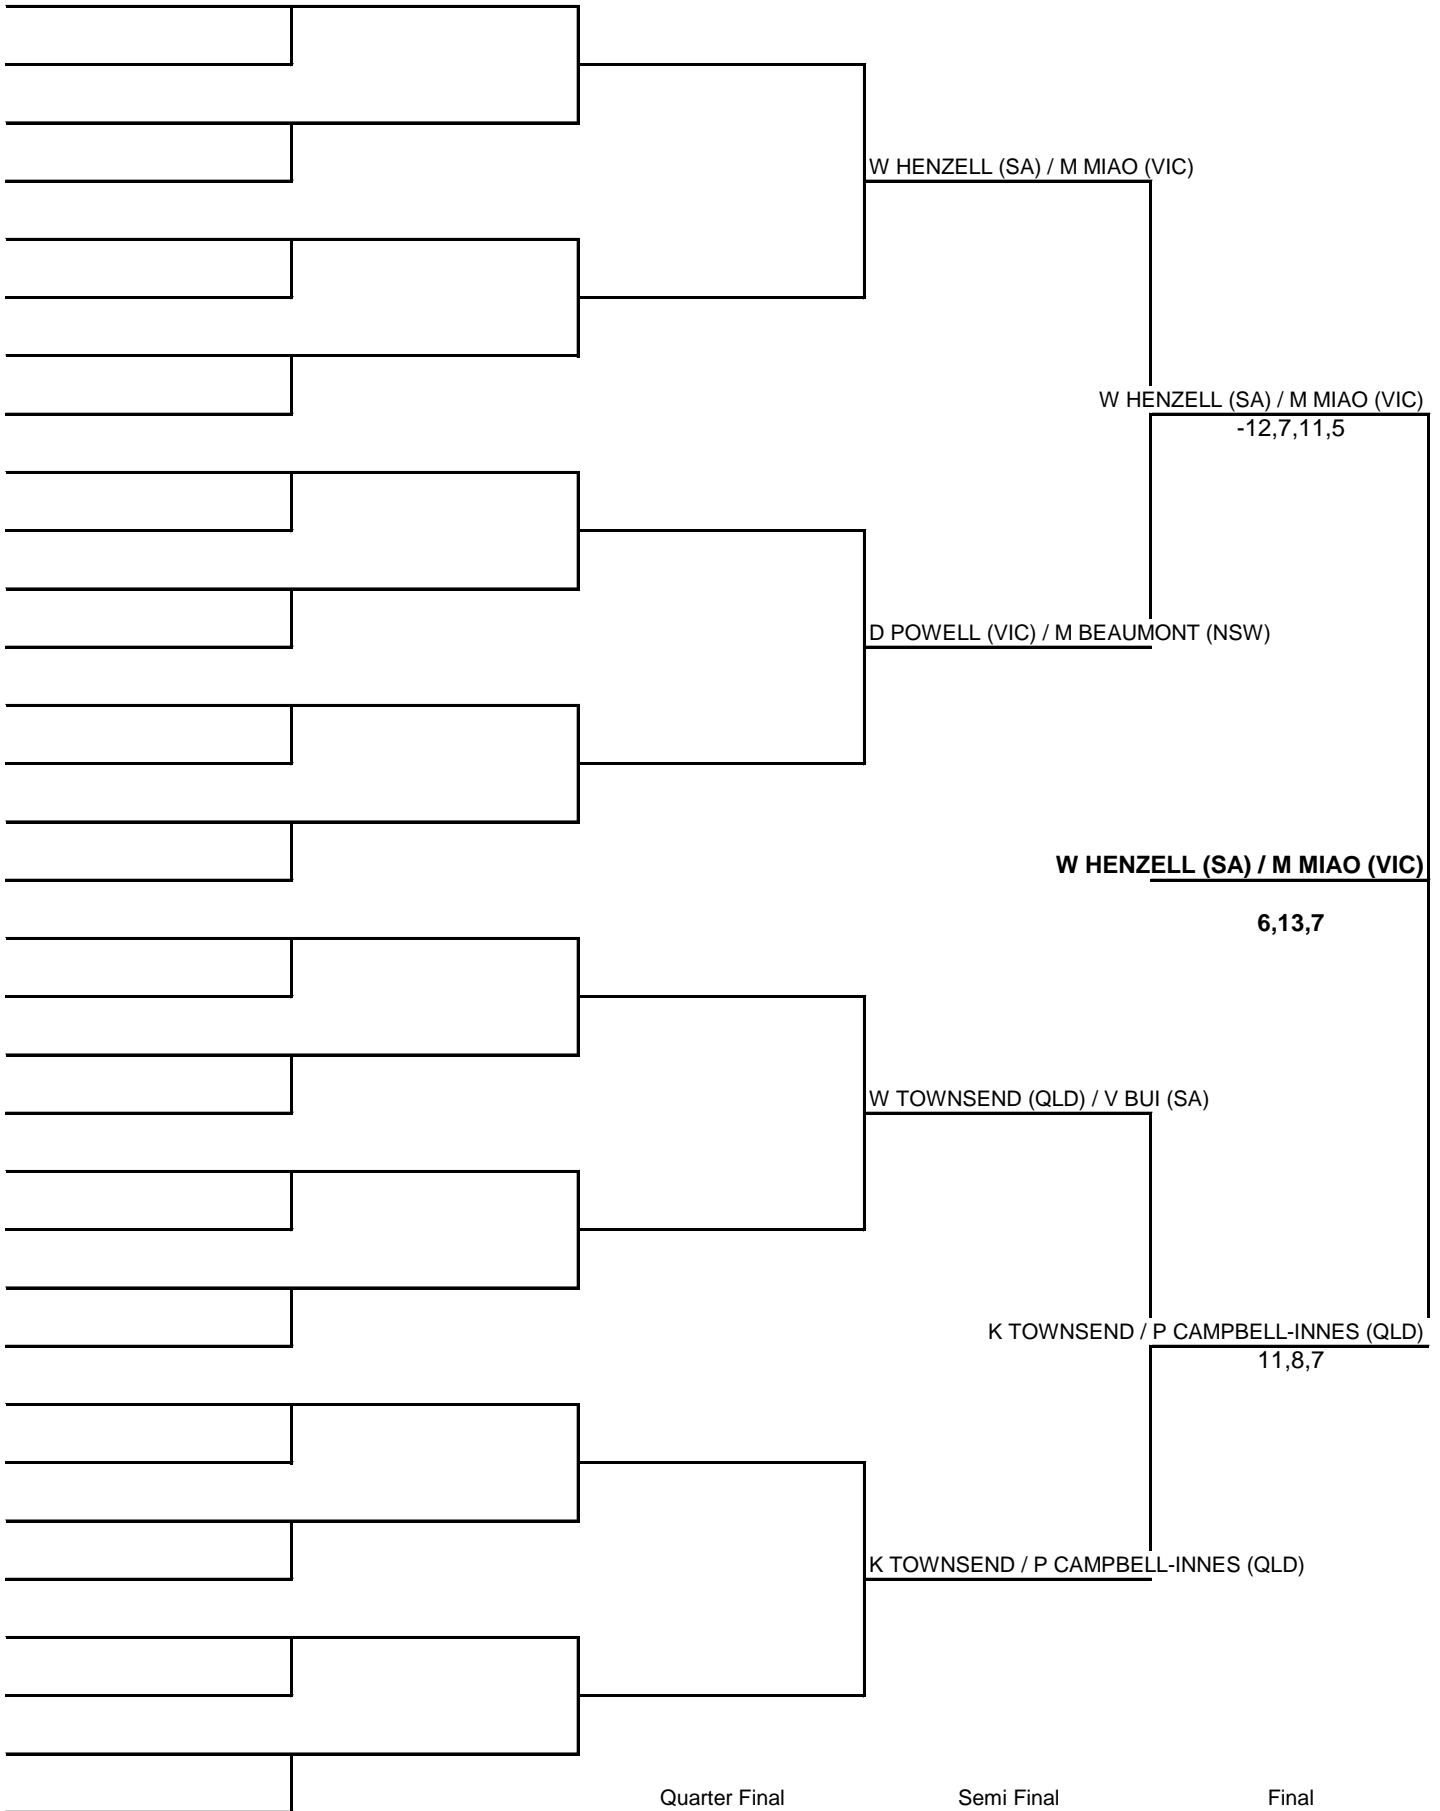 W HENZELL (SA) / M MIAO (VIC)
W HENZELL (SA) / M MIAO (VIC)
-12,7,11,5
D POWELL (VIC) / M BEAUMONT (NSW)
W HENZELL (SA) / M MIAO (VIC)
6,13,7
W TOWNSEND (QLD) / V BUI (SA)
K TOWNSEND / P CAMPBELL-INNES (QLD)
11,8,7
K TOWNSEND / P CAMPBELL-INNES (QLD)
Quarter Final Semi Final Final